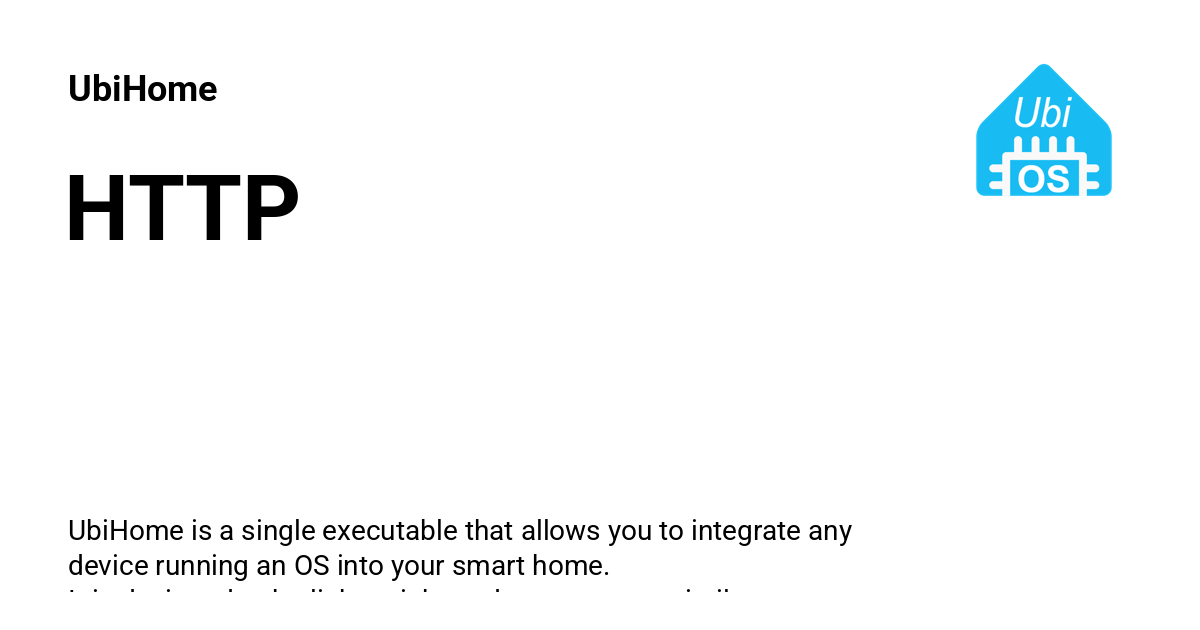 UbiHome
Ubi
OS
HTTP
UbiHome is a single executable that allows you to integrate any
device running an OS into your smart home.